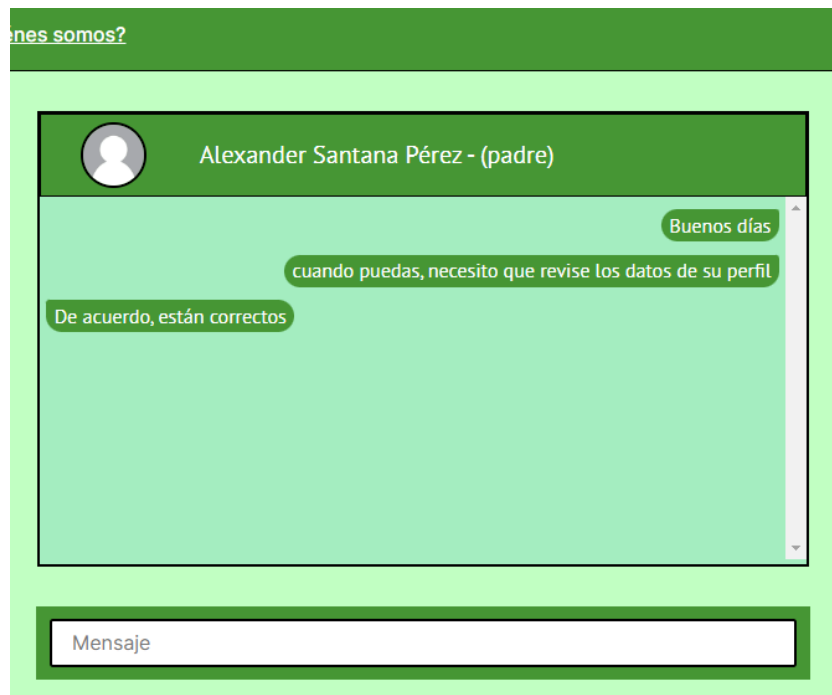 énes somos?
Alexander Santana Pérez - (padre)
Buenos días
cuando puedas, necesito que revise los datos de su perfil
De acuerdo, están correctos
Mensaje